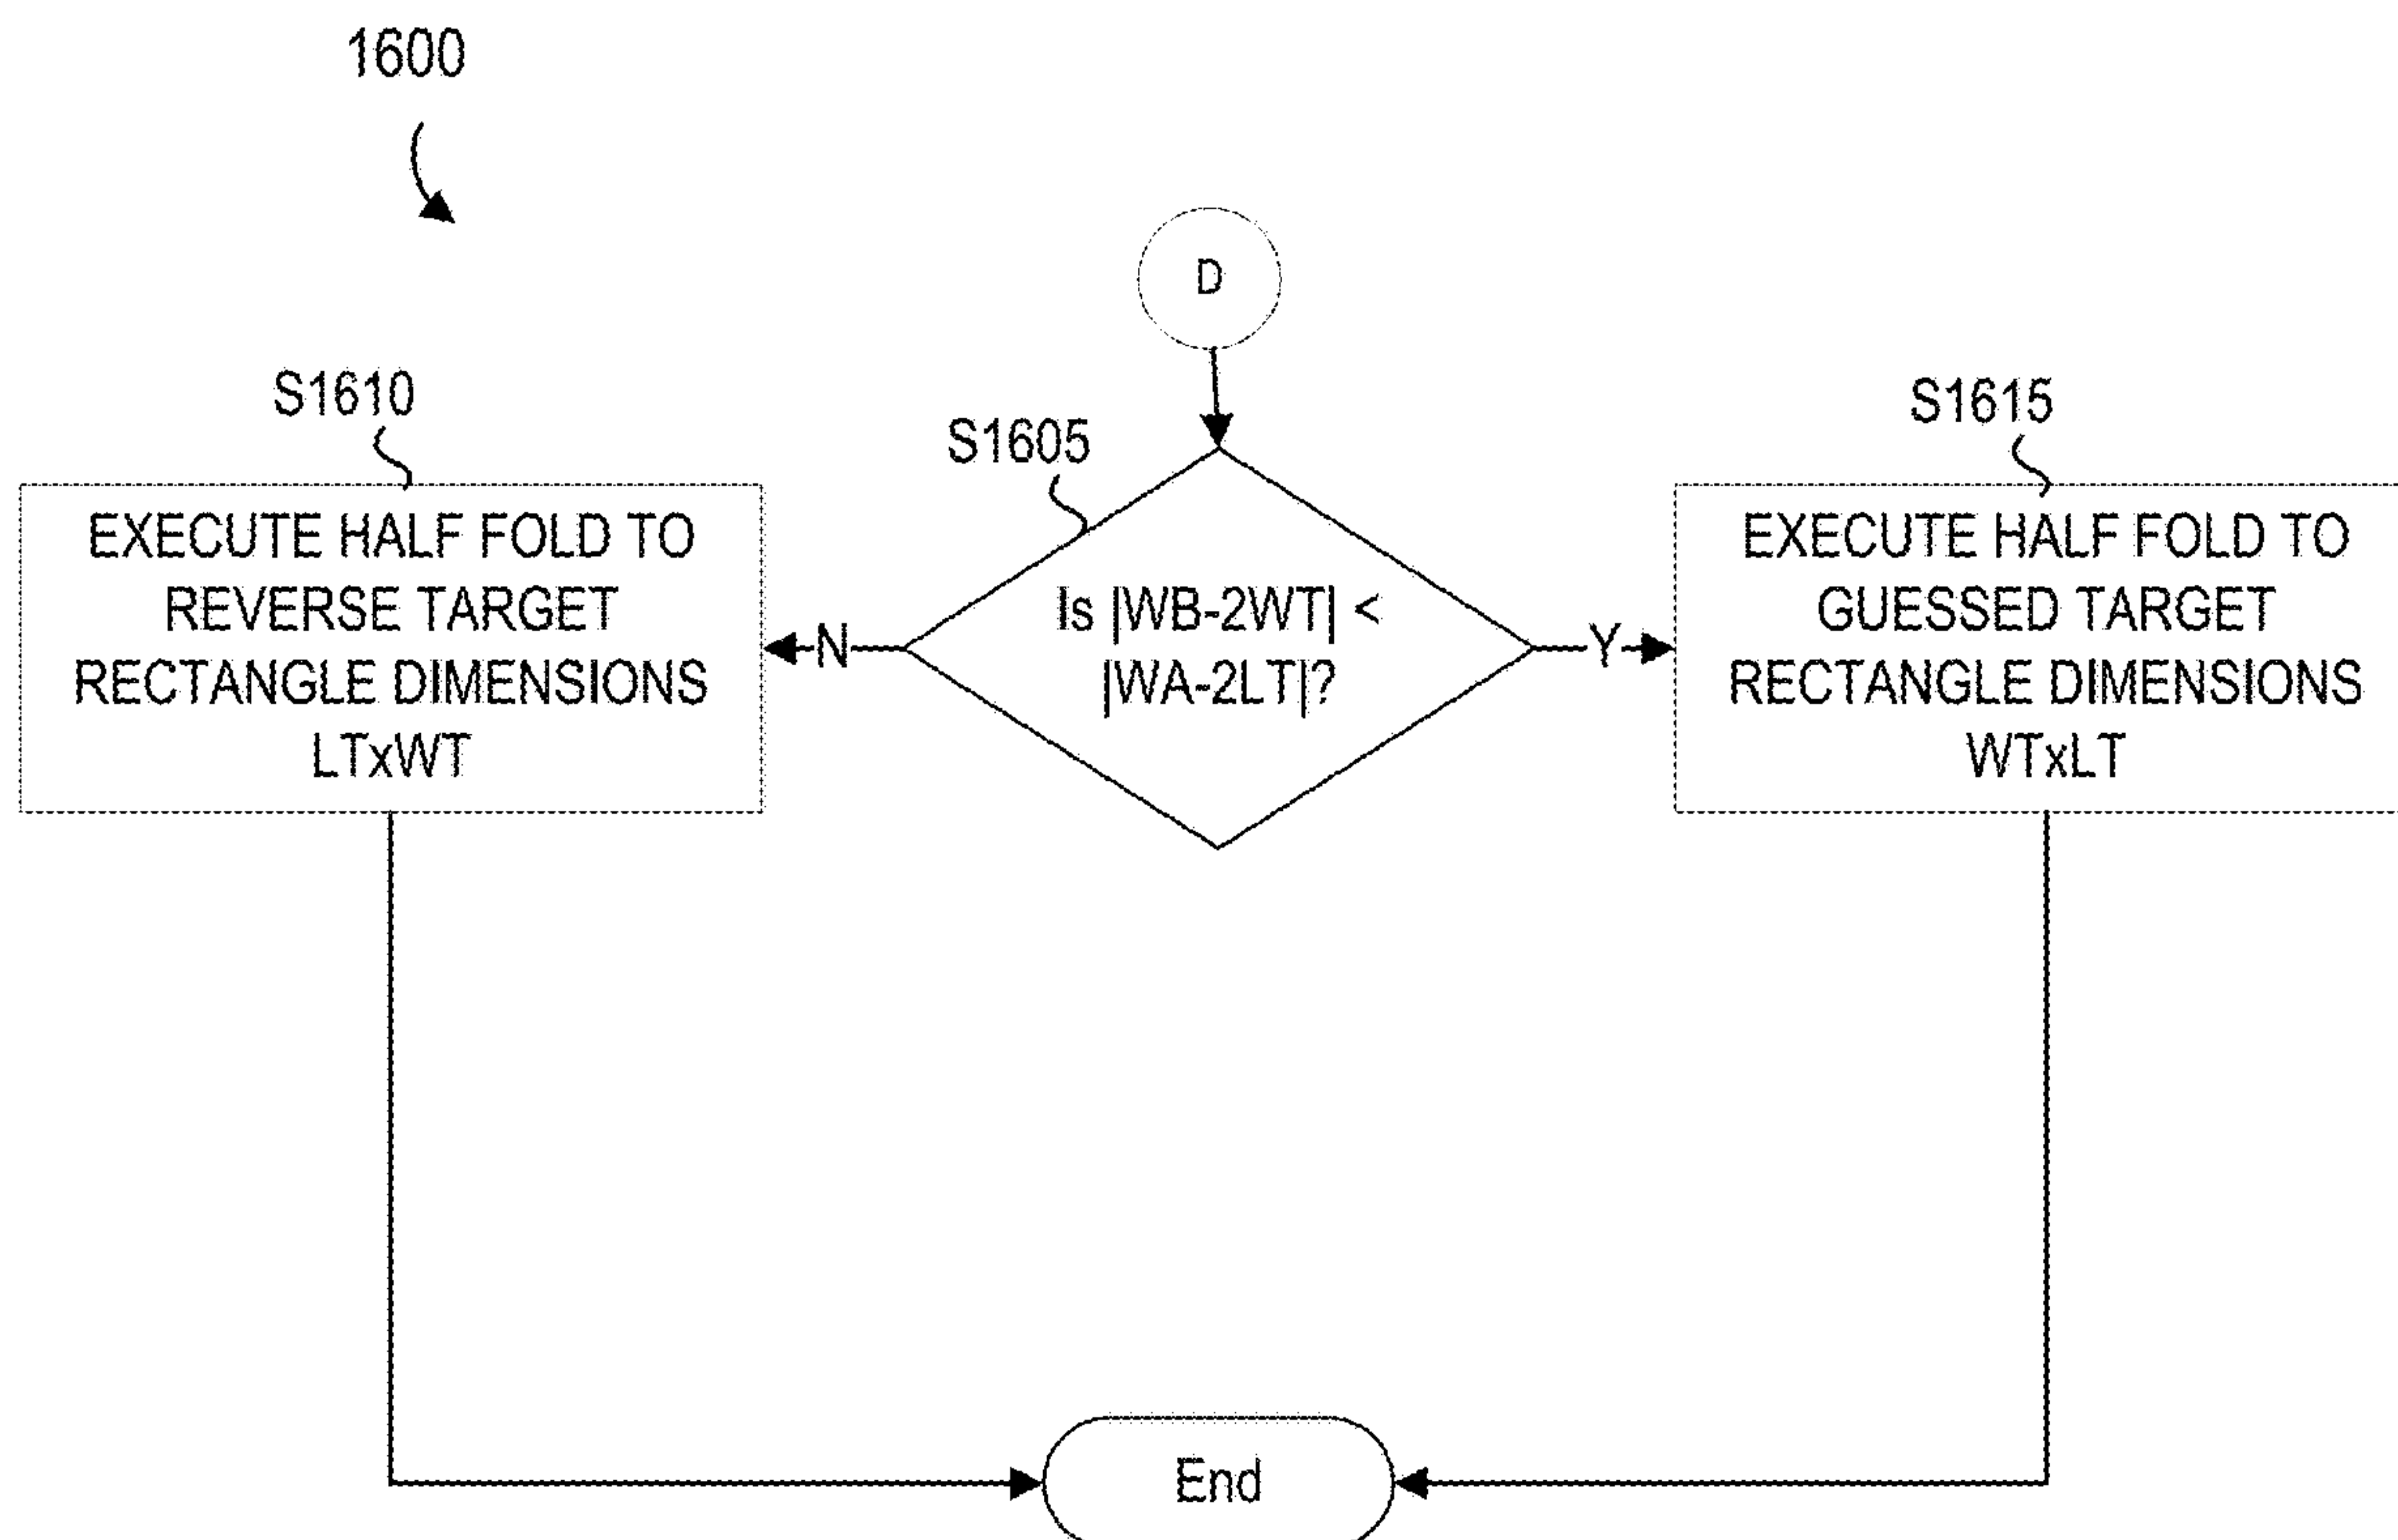 1600
D
S1610
S1605
S1615
EXECUTE HALF FOLD TO
REVERSE TARGET
RECTANGLE DIMENSIONS
LTxWT
N
Is |WB-2WT| <
|WA-2LT|?
Y
EXECUTE HALF FOLD TO
GUESSED TARGET
RECTANGLE DIMENSIONS
WTxLT
End